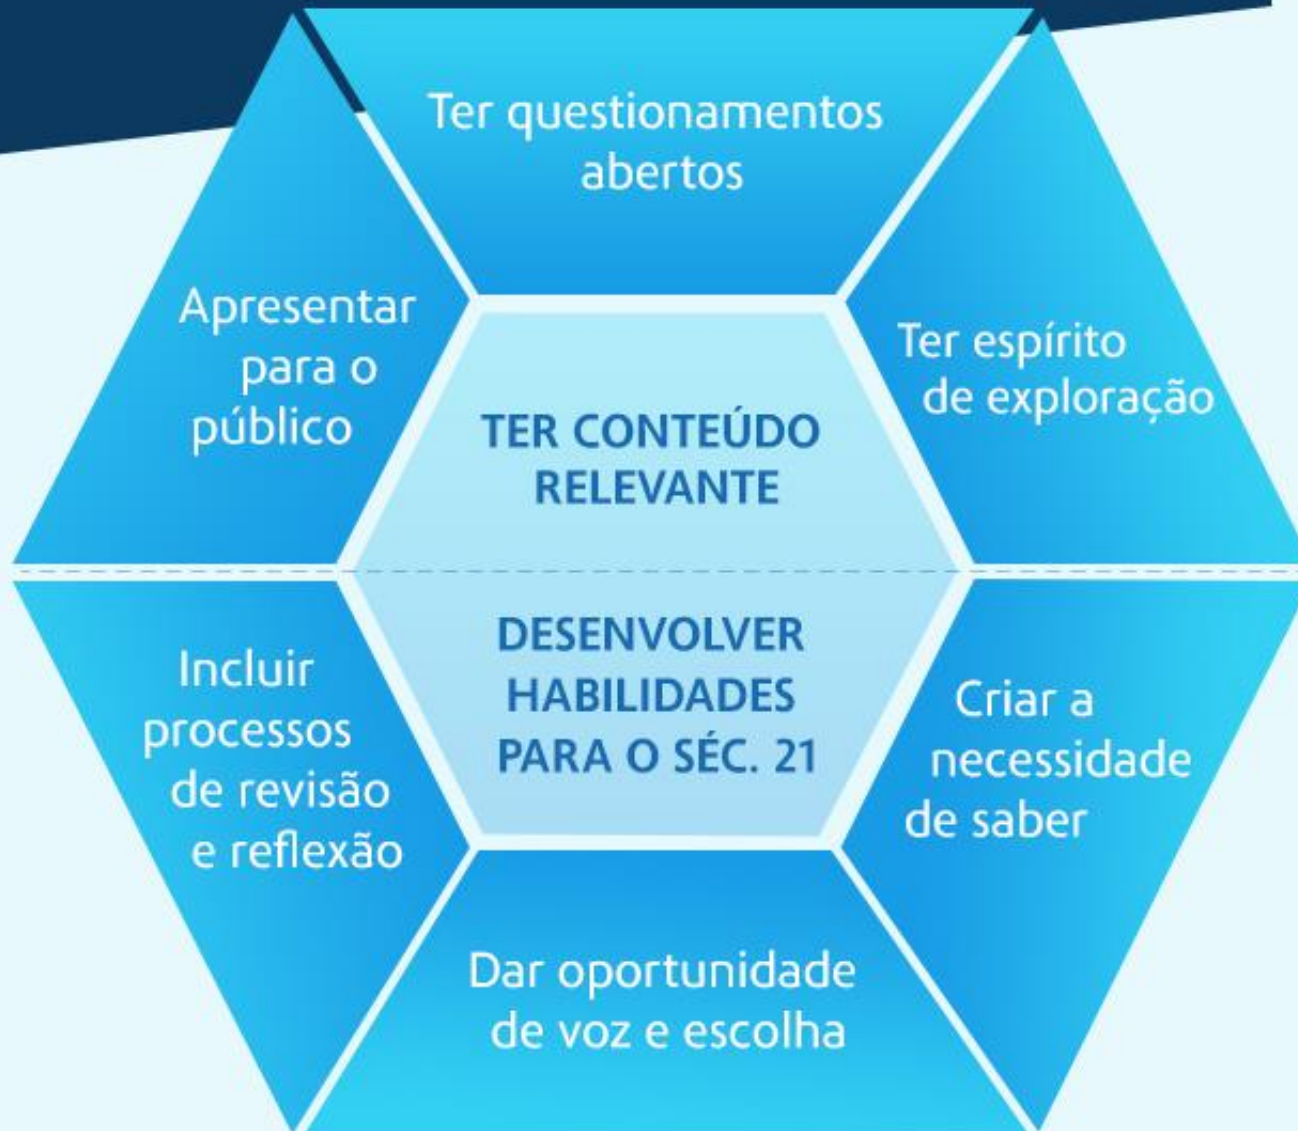 Ter questionamentos
abertos
Ter espírito
de exploração
Criar a
necessidade
de saber
Dar oportunidade
de voz e escolha
Incluir
processos
de revisão
e reflexão
Apresentar
para o
público
TER CONTEÚDO
RELEVANTE
DESENVOLVER
HABILIDADES
PARA O SÉC. 21